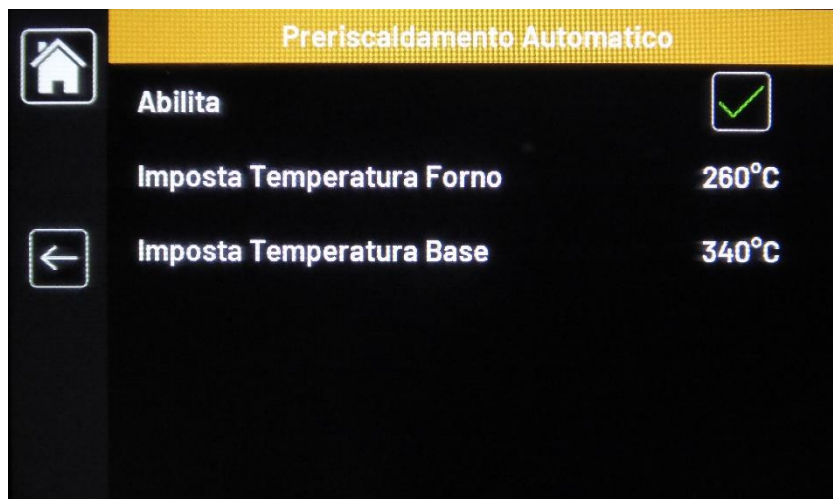 Preriscaldamento Automatico
Abilita
Imposta Temperatura Forno 260°C
Imposta Temperatura Base 340°C